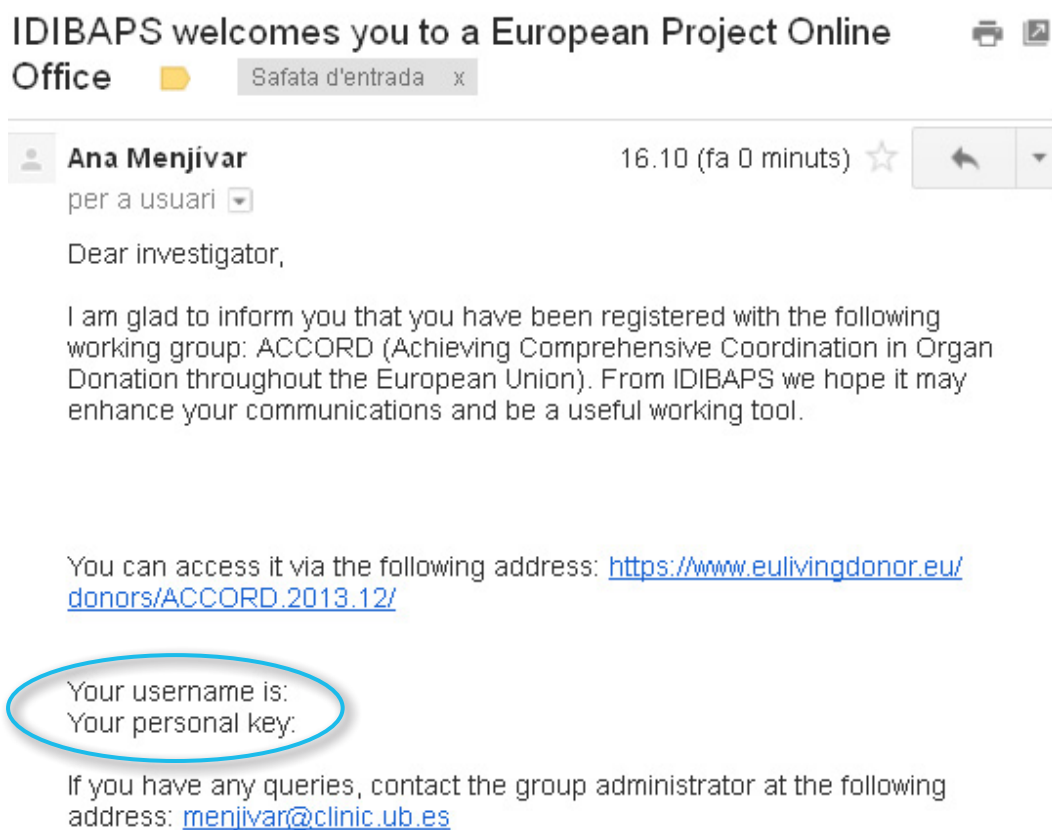 IDIBAPS welcomes you to a European Project Online
Office Safata d'entrada x
Ana Menjívar 16.10 (fa 0 minuts)
per a usuari
Dear investigator,
I am glad to inform you that you have been registered with the following
working group: ACCORD (Achieving Comprehensive Coordination in Organ
Donation throughout the European Union). From IDIBAPS we hope it may
enhance your communications and be a useful working tool.
You can access it via the following address: https://www.eulivingdonor.eu/
donors/ACCORD.2013.12/
Your username is:
Your personal key:
If you have any queries, contact the group administrator at the following
address: menjivar@clinic.ub.es